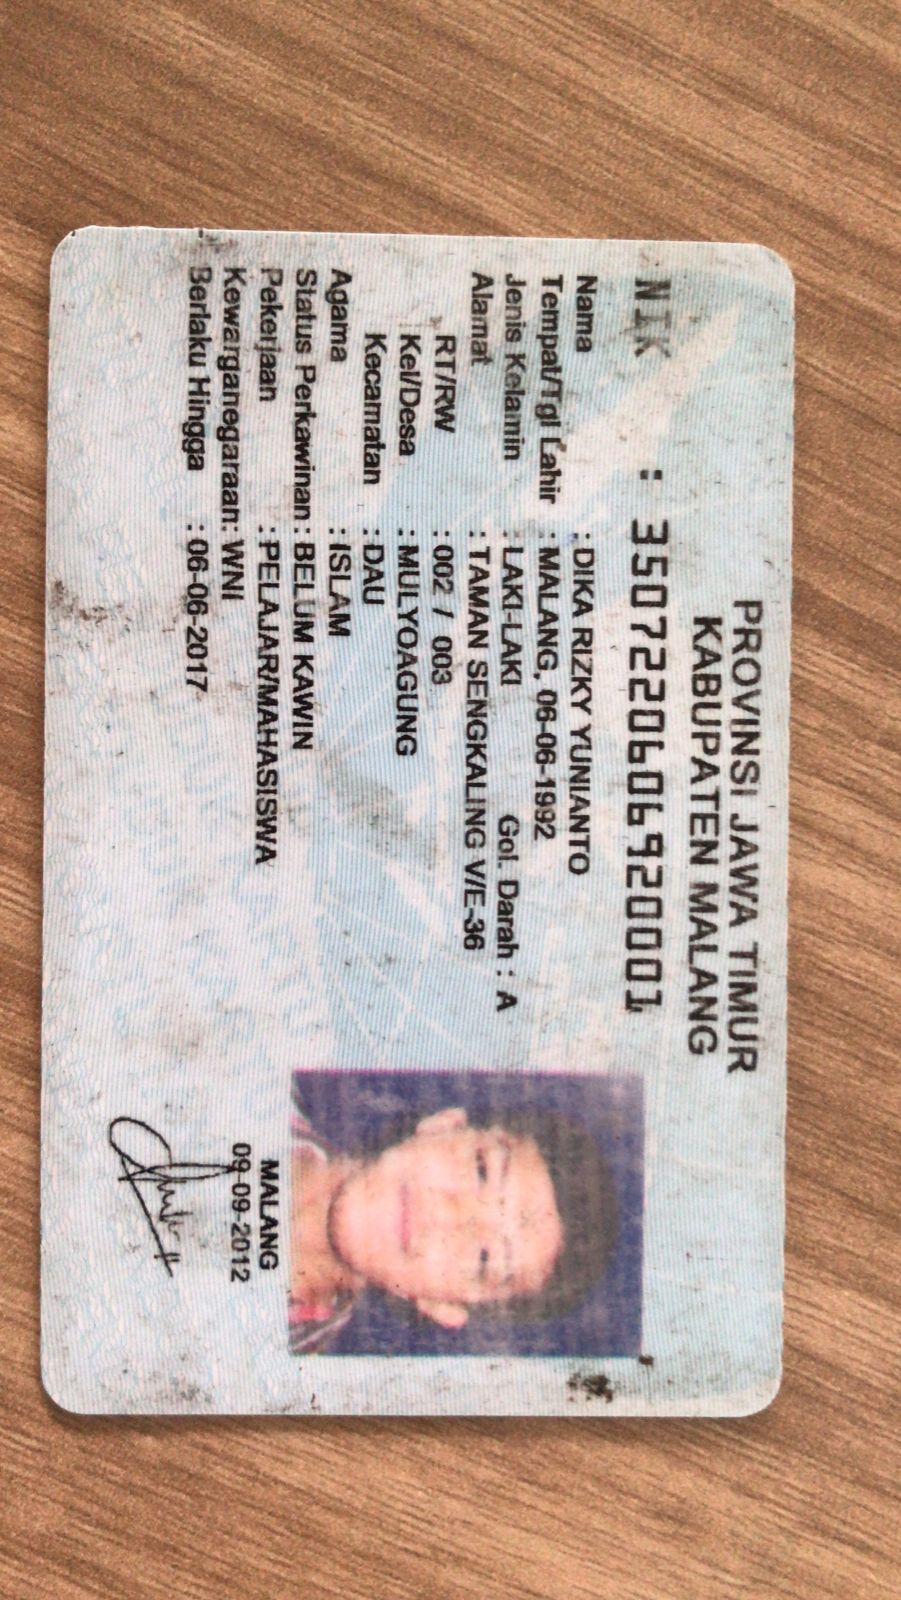 PROVINSI JAWA TIMUR
KABUPATEN MALANG
NIK : 3507220606920001
Nama : DIKA RIZKY YUNIANTO
Tempat/Tgl Lahir : MALANG, 06-06-1992
Jenis Kelamin : LAKI-LAKI Gol. Darah : A
Alamat : TAMAN SENGKALING V/E-36
RT/RW : 002 / 003
Kel/Desa : MULYOAGUNG
Kecamatan : DAU
Agama : ISLAM
Status Perkawinan : BELUM KAWIN
Pekerjaan : PELAJAR/MAHASISWA
Kewarganegaraan : WNI
Berlaku Hingga : 06-06-2017
MALANG
09-09-2012